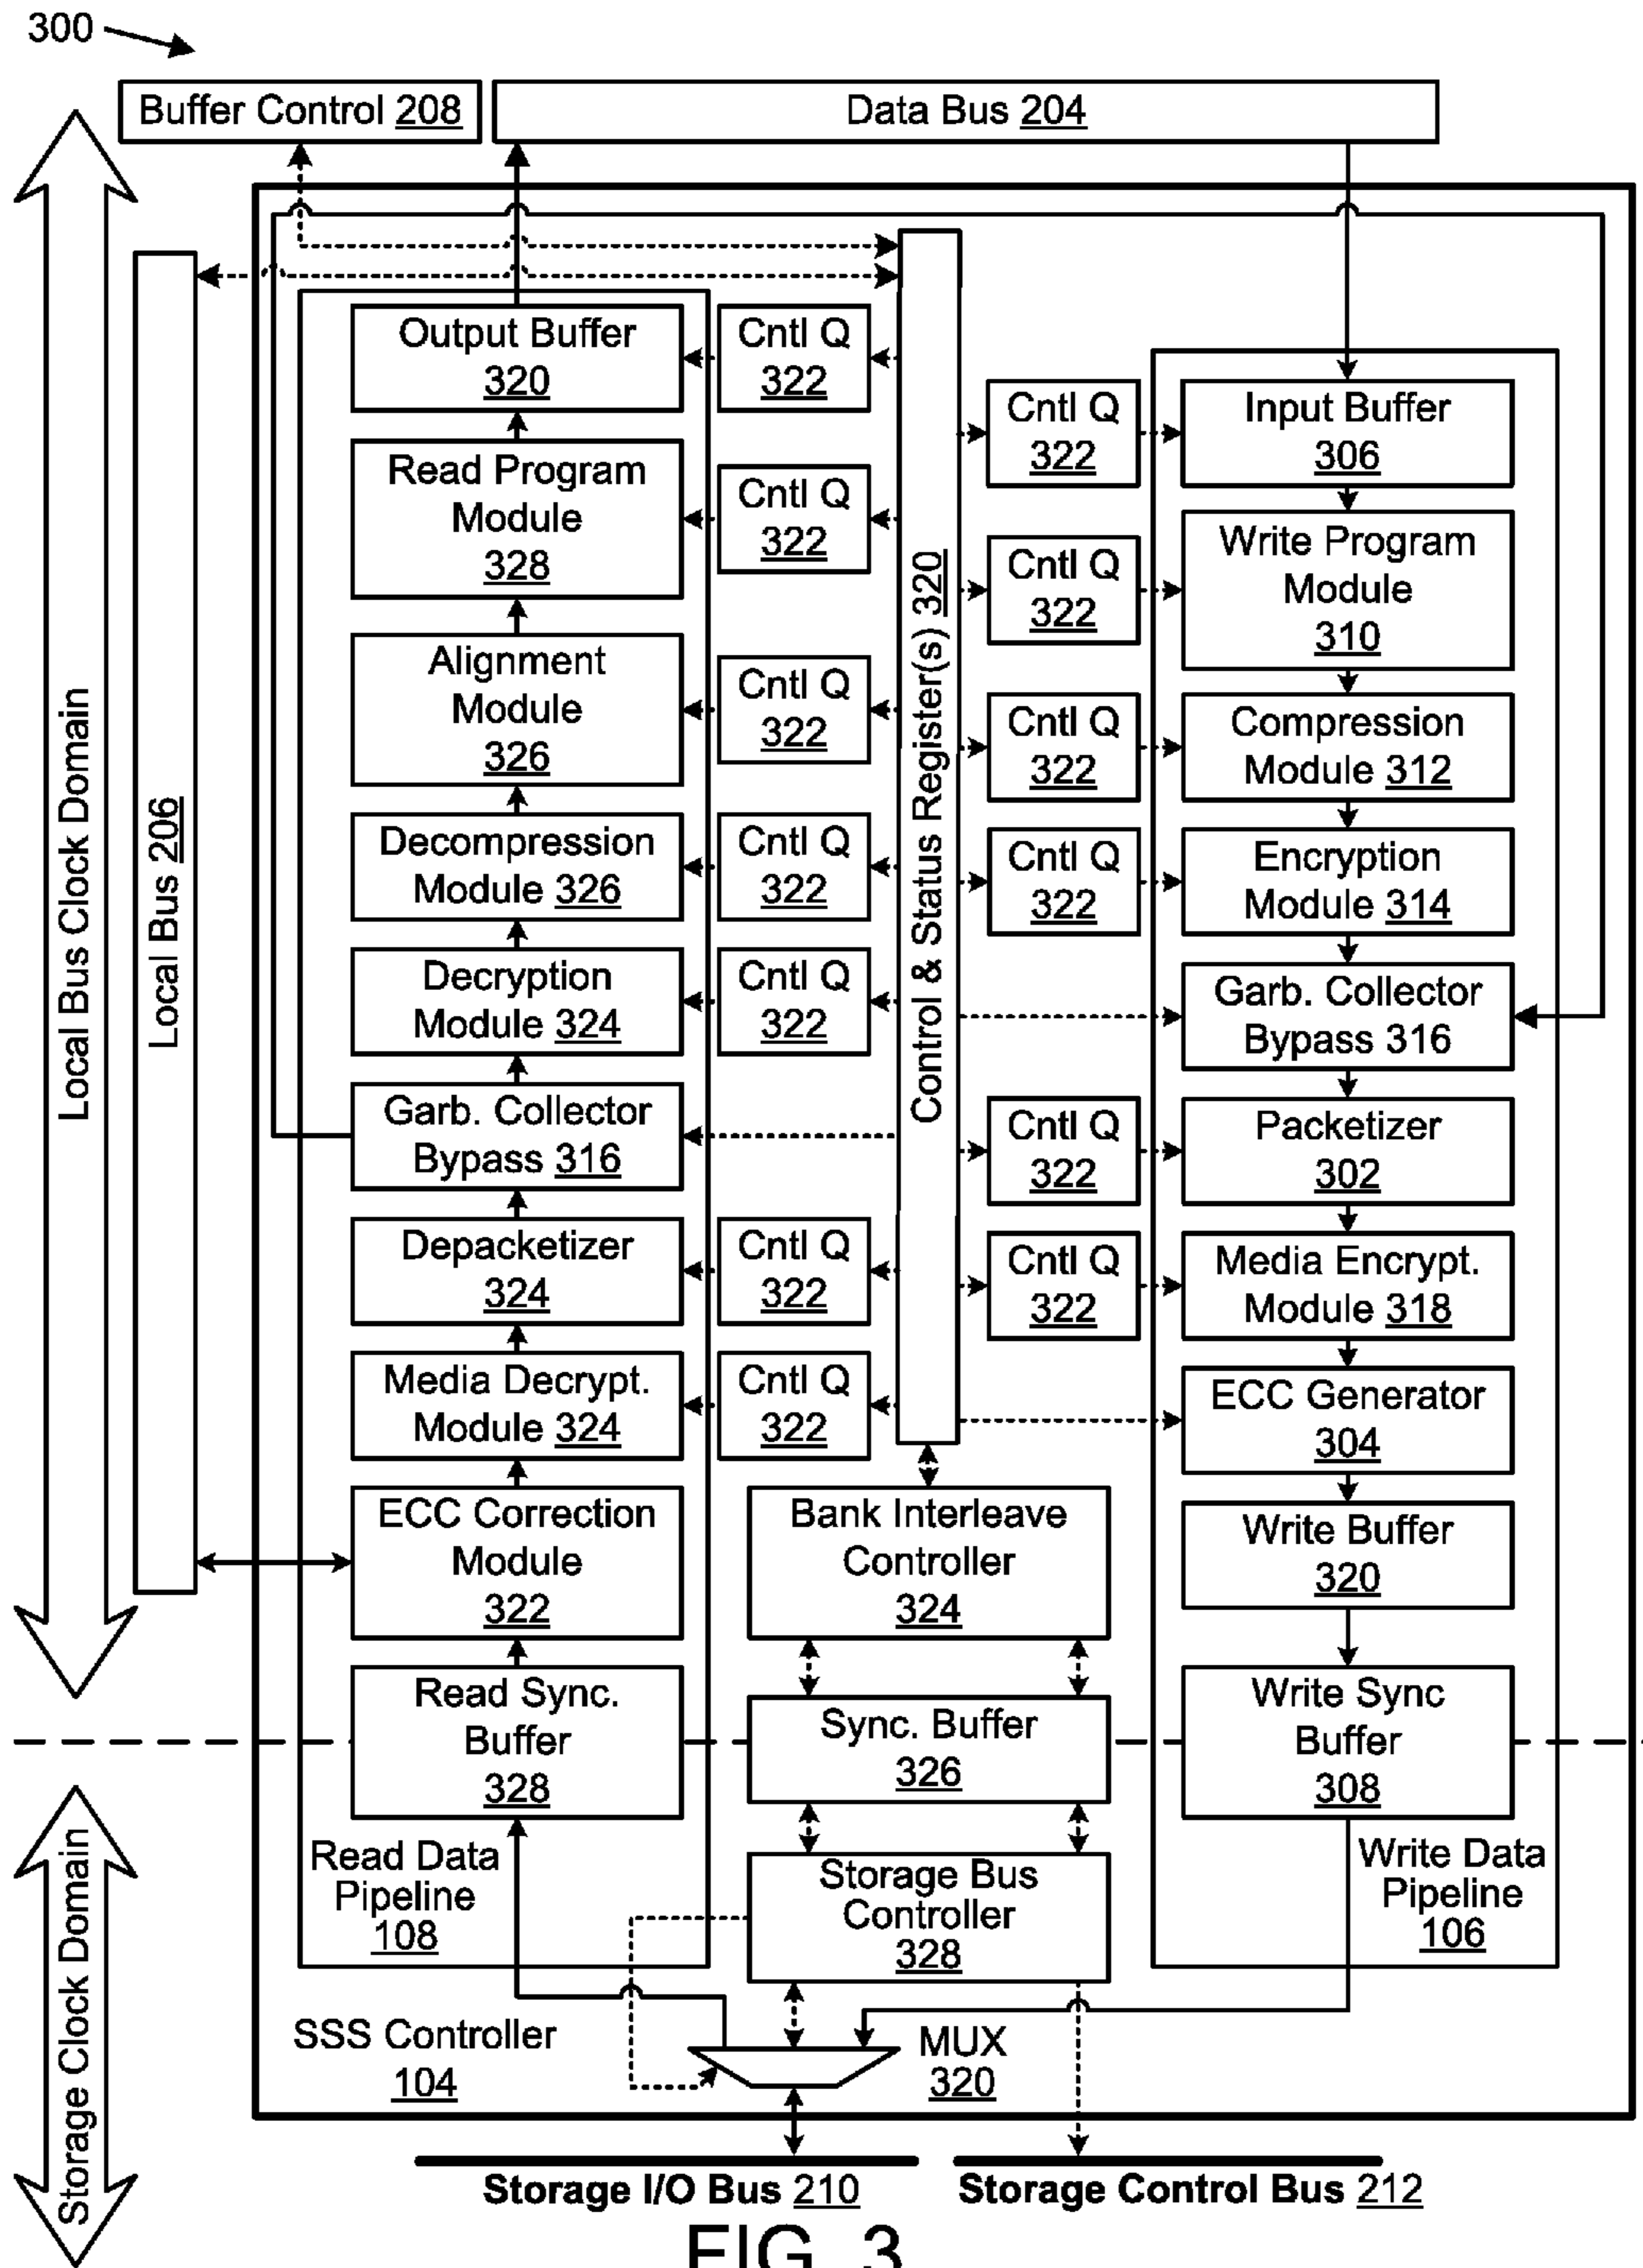 300
Buffer Control 208
Data Bus 204
Local Bus Clock Domain
Local Bus 206
Output Buffer
320
Read Program
Module
328
Alignment
Module
326
Decompression
Module 326
Decryption
Module 324
Garb. Collector
Bypass 316
Depacketizer
324
Media Decrypt.
Module 324
ECC Correction
Module
322
Read Sync.
Buffer
328
Read Data
Pipeline
108
Cntl Q
322
Cntl Q
322
Cntl Q
322
Cntl Q
322
Cntl Q
322
Cntl Q
322
Cntl Q
322
Control & Status Register(s) 320
Bank Interleave
Controller
324
Sync. Buffer
326
Storage Bus
Controller
328
Cntl Q
322
Cntl Q
322
Cntl Q
322
Cntl Q
322
Cntl Q
322
Cntl Q
322
Input Buffer
306
Write Program
Module
310
Compression
Module 312
Encryption
Module 314
Garb. Collector
Bypass 316
Packetizer
302
Media Encrypt.
Module 318
ECC Generator
304
Write Buffer
320
Write Sync
Buffer
308
Write Data
Pipeline
106
Storage Clock Domain
SSS Controller
104
MUX
320
Storage I/O Bus 210
Storage Control Bus 212
FIG. 3